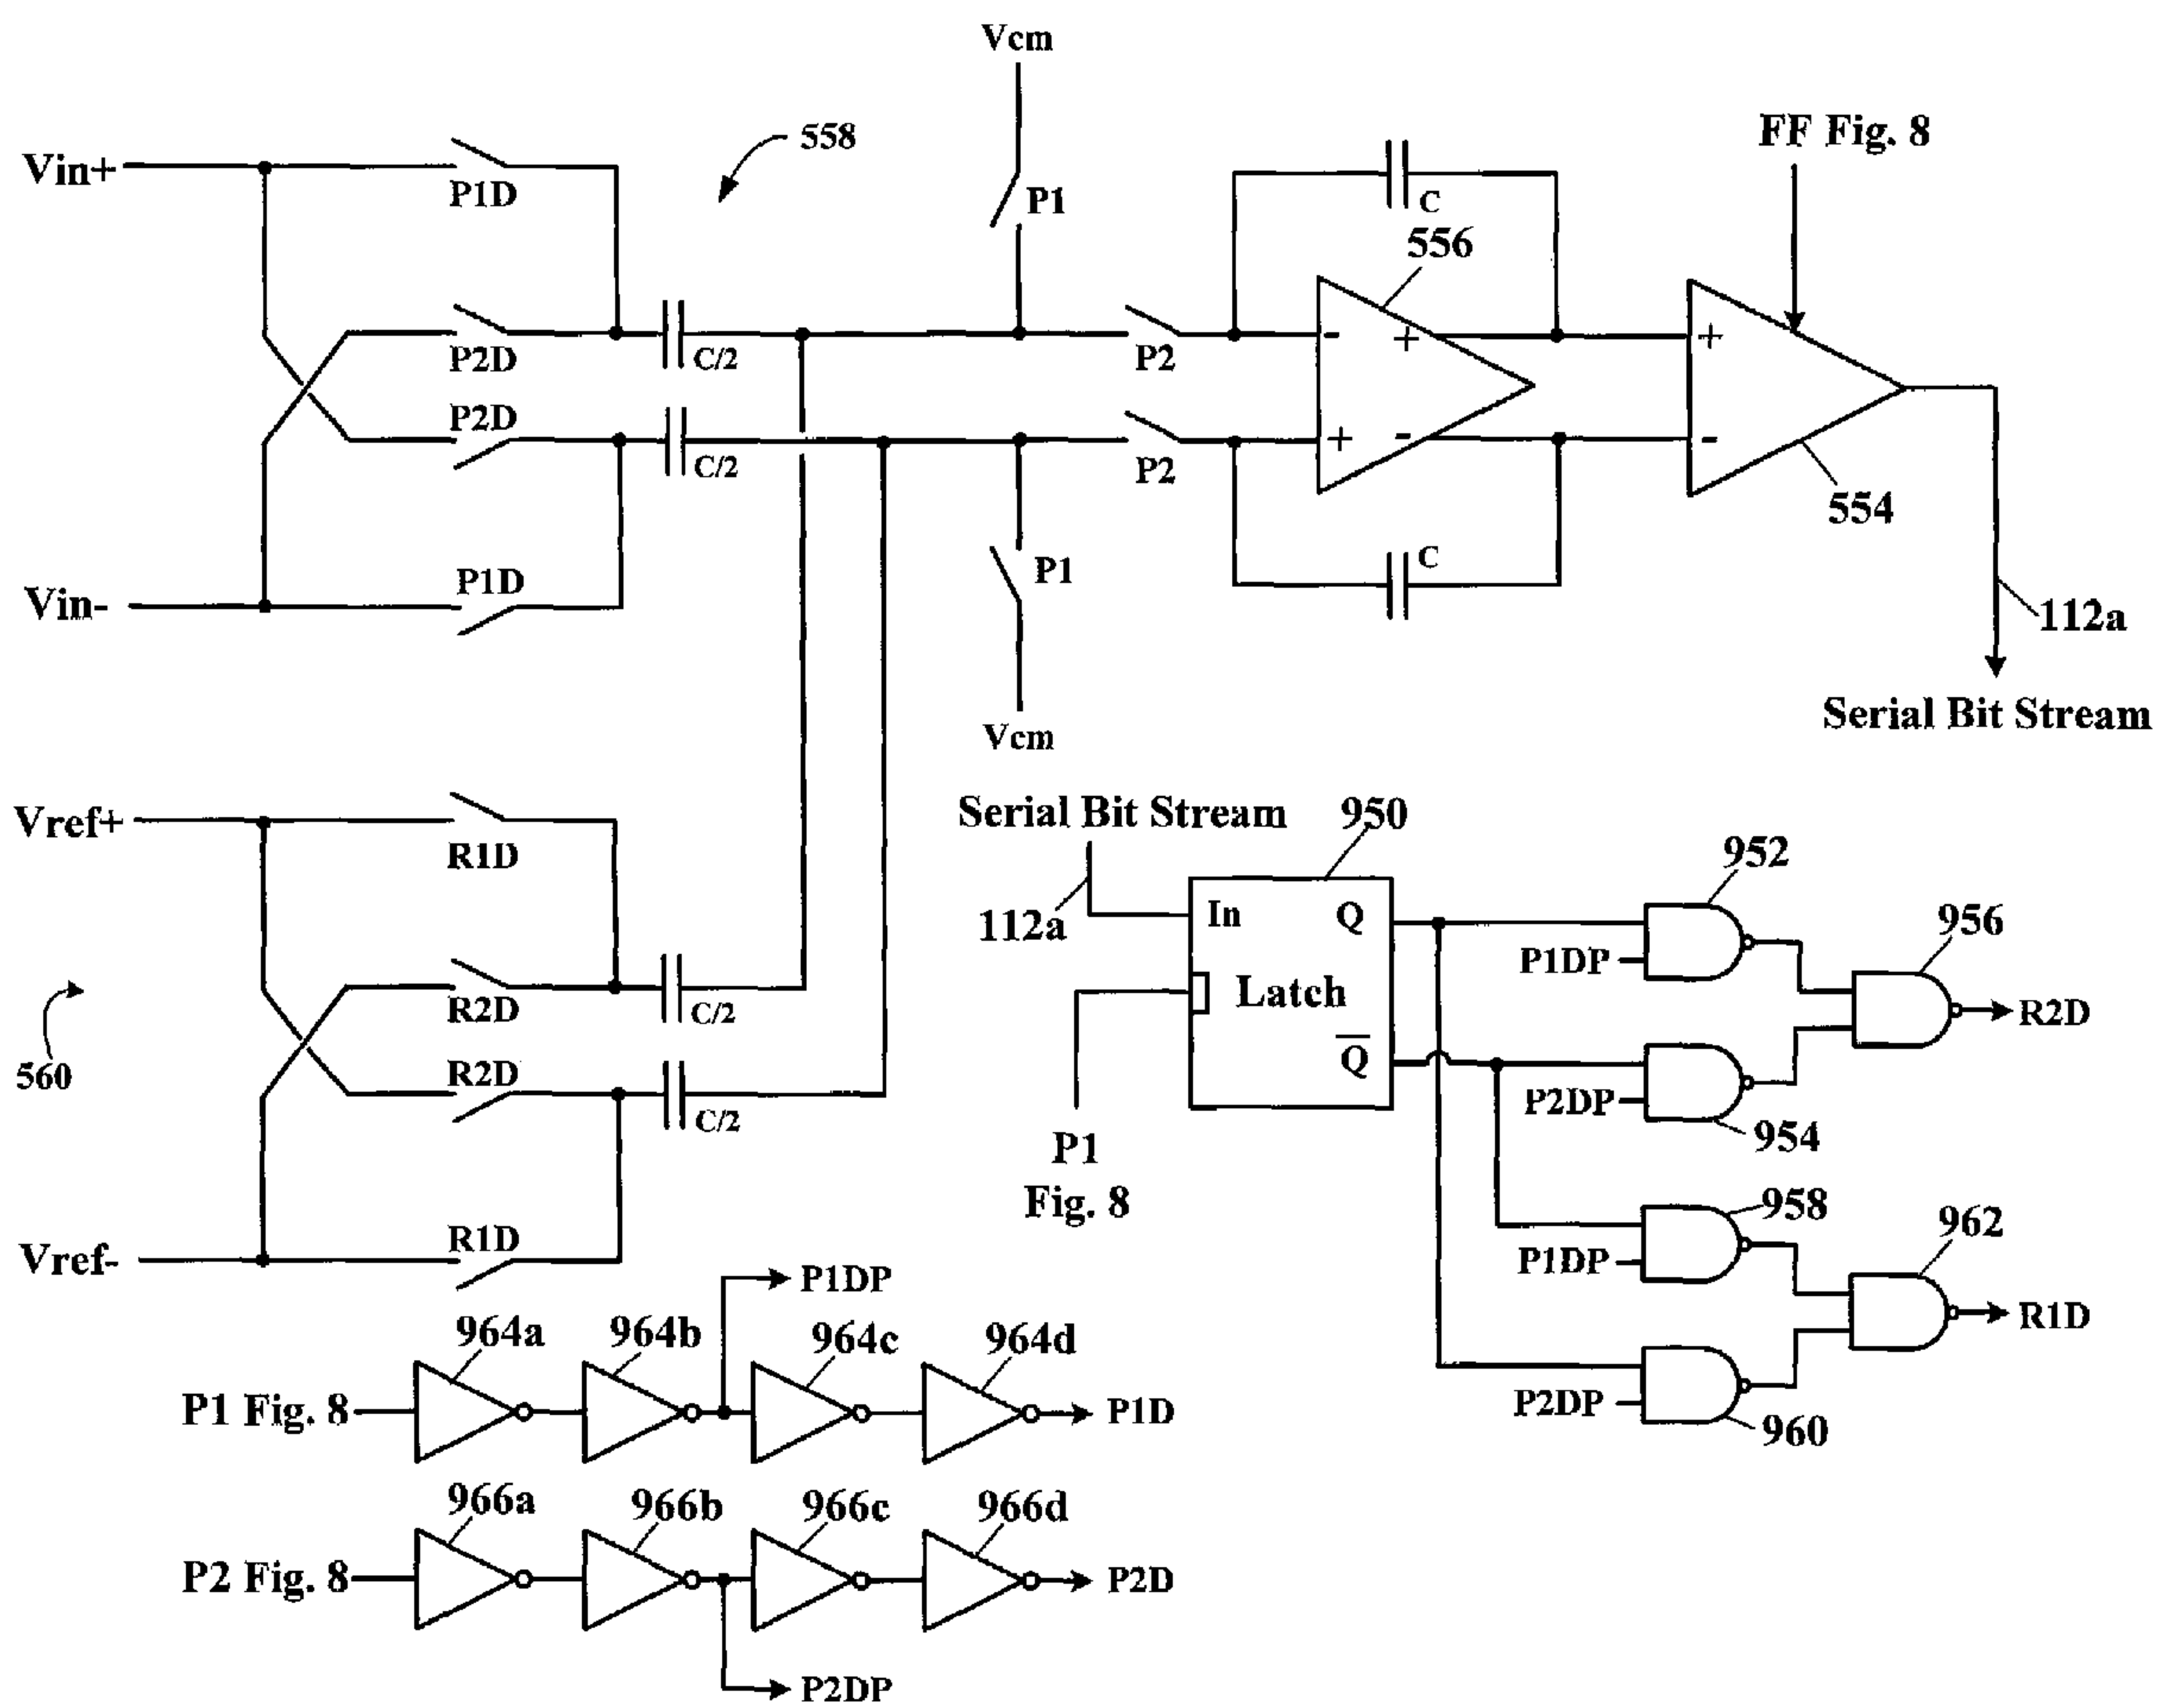 Vcm
FF Fig. 8
558
Vin+
P1D
P1
C
556
P2D
C/2
P2
-
+
+
P2D
C/2
P2
+
-
-
554
P1D
Vin-
P1
C
112a
Serial Bit Stream
Vcm
Vref+
R1D
Serial Bit Stream
950
952
112a
In
Q
P1DP
956
R2D
R2D
C/2
Latch
560
R2D
C/2
Q
P2DP
954
P1
Fig. 8
958
R1D
Vref-
P1DP
P1DP
962
R1D
964a
964b
964c
964d
P1 Fig. 8
P1D
P2DP
960
966a
966b
966c
966d
P2 Fig. 8
P2D
P2DP